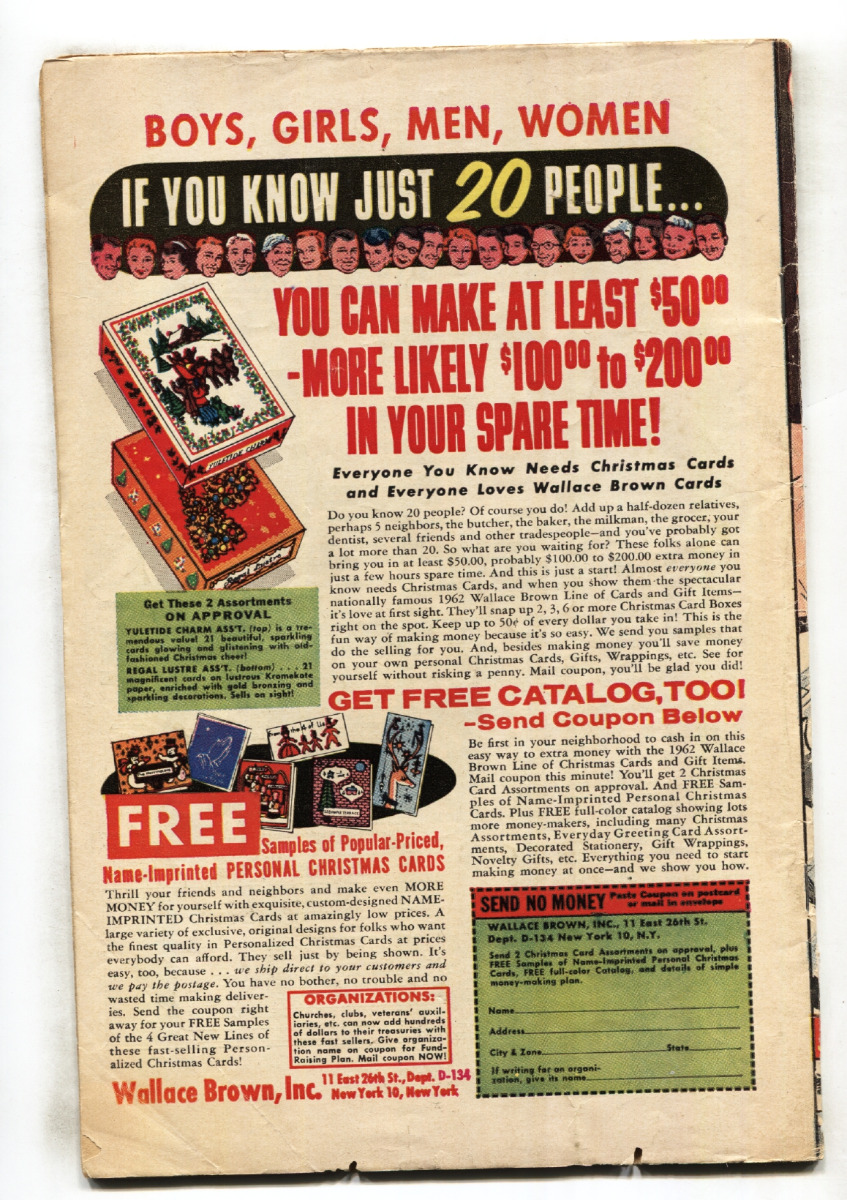 BOYS, GIRLS, MEN, WOMEN
IF YOU KNOW JUST 20 PEOPLE...
YOU CAN MAKE AT LEAST $50⁰⁰
-MORE LIKELY $100⁰⁰ to $200⁰⁰
IN YOUR SPARE TIME!
YULETIDE CHARM
Regal Lustre
Everyone You Know Needs Christmas Cards
and Everyone Loves Wallace Brown Cards
Do you know 20 people? Of course you do! Add up a half-dozen relatives,
perhaps 5 neighbors, the butcher, the baker, the milkman, the grocer, your
dentist, several friends and other tradespeople—and you've probably got
a lot more than 20. So what are you waiting for? These folks alone can
bring you in at least $50.00, probably $100.00 to $200.00 extra money in
just a few hours spare time. And this is just a start! Almost everyone you
know needs Christmas Cards, and when you show them the spectacular
nationally famous 1962 Wallace Brown Line of Cards and Gift Items—
it's love at first sight. They'll snap up 2, 3, 6 or more Christmas Card Boxes
right on the spot. Keep up to 50¢ of every dollar you take in! This is the
fun way of making money because it's so easy. We send you samples that
do the selling for you. And, besides making money you'll save money
on your own personal Christmas Cards, Gifts, Wrappings, etc. See for
yourself without risking a penny. Mail coupon, you'll be glad you did!
Get These 2 Assortments
ON APPROVAL
YULETIDE CHARM ASS'T. (top) is a tre-
mendous value! 21 beautiful, sparkling
cards glowing and glistening with old-
fashioned Christmas cheer!
REGAL LUSTRE ASS'T. (bottom) . . . 21
magnificent cards on lustrous Kromekote
paper, enriched with gold bronzing and
sparkling decorations. Sells on sight!
GET FREE CATALOG, TOO!
–Send Coupon Below
Be first in your neighborhood to cash in on this
easy way to extra money with the 1962 Wallace
Brown Line of Christmas Cards and Gift Items.
Mail coupon this minute! You'll get 2 Christmas
Card Assortments on approval. And FREE Sam-
ples of Name-Imprinted Personal Christmas
Cards. Plus FREE full-color catalog showing lots
more money-makers, including many Christmas
Assortments, Everyday Greeting Card Assort-
ments, Decorated Stationery, Gift Wrappings,
Novelty Gifts, etc. Everything you need to start
making money at once—and we show you how.
FREE
Samples of Popular-Priced,
Name-Imprinted PERSONAL CHRISTMAS CARDS
Thrill your friends and neighbors and make even MORE
MONEY for yourself with exquisite, custom-designed NAME-
IMPRINTED Christmas Cards at amazingly low prices. A
large variety of exclusive, original designs for folks who want
the finest quality in Personalized Christmas Cards at prices
everybody can afford. They sell just by being shown. It's
easy, too, because . . . we ship direct to your customers and
we pay the postage. You have no bother, no trouble and no
wasted time making deliver-
ies. Send the coupon right
away for your FREE Samples
of the 4 Great New Lines of
these fast-selling Person-
alized Christmas Cards!
ORGANIZATIONS:
Churches, clubs, veterans' auxil-
iaries, etc. can now add hundreds
of dollars to their treasuries with
these fast sellers. Give organiza-
tion name on coupon for Fund-
Raising Plan. Mail coupon NOW!
Wallace Brown, Inc. 11 East 26th St., Dept. D-134
New York 10, New York
SEND NO MONEY Paste Coupon on postcard
or mail in envelope
WALLACE BROWN, INC., 11 East 26th St.
Dept. D-134 New York 10, N.Y.
Send 2 Christmas Card Assortments on approval, plus
FREE Samples of Name-Imprinted Personal Christmas
Cards, FREE full-color Catalog, and details of simple
money-making plan.
Name
Address
City & Zone State
If writing for an organi-
zation, give its name